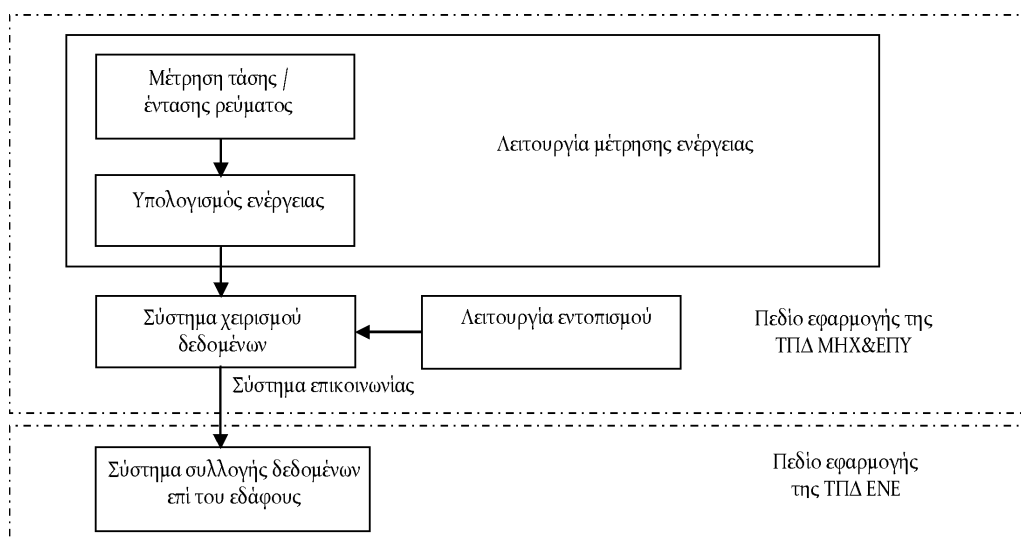 Μέτρηση τάσης /
έντασης ρεύματος
Λειτουργία μέτρησης ενέργειας
Υπολογισμός ενέργειας
Σύστημα χειρισμού
δεδομένων
Λειτουργία εντοπισμού
Πεδίο εφαρμογής της
ΤΠΔ ΜΗΧ&ΕΠΥ
Σύστημα επικοινωνίας
Σύστημα συλλογής δεδομένων
επί του εδάφους
Πεδίο εφαρμογής
της ΤΠΔ ΕΝΕ